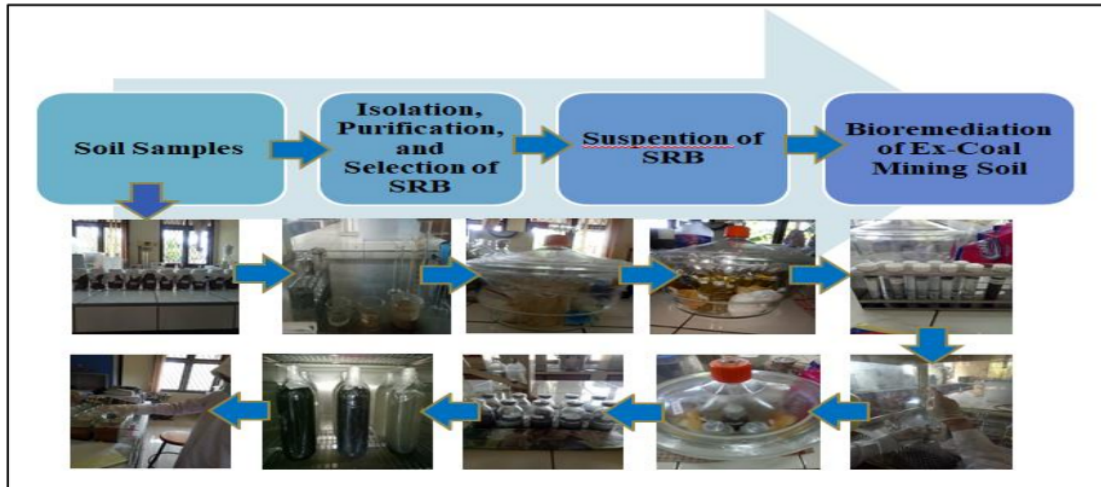 Soil Samples
Isolation,
Purification,
and
Selection of
SRB
Suspention of
SRB
Bioremediation
of Ex-Coal
Mining Soil